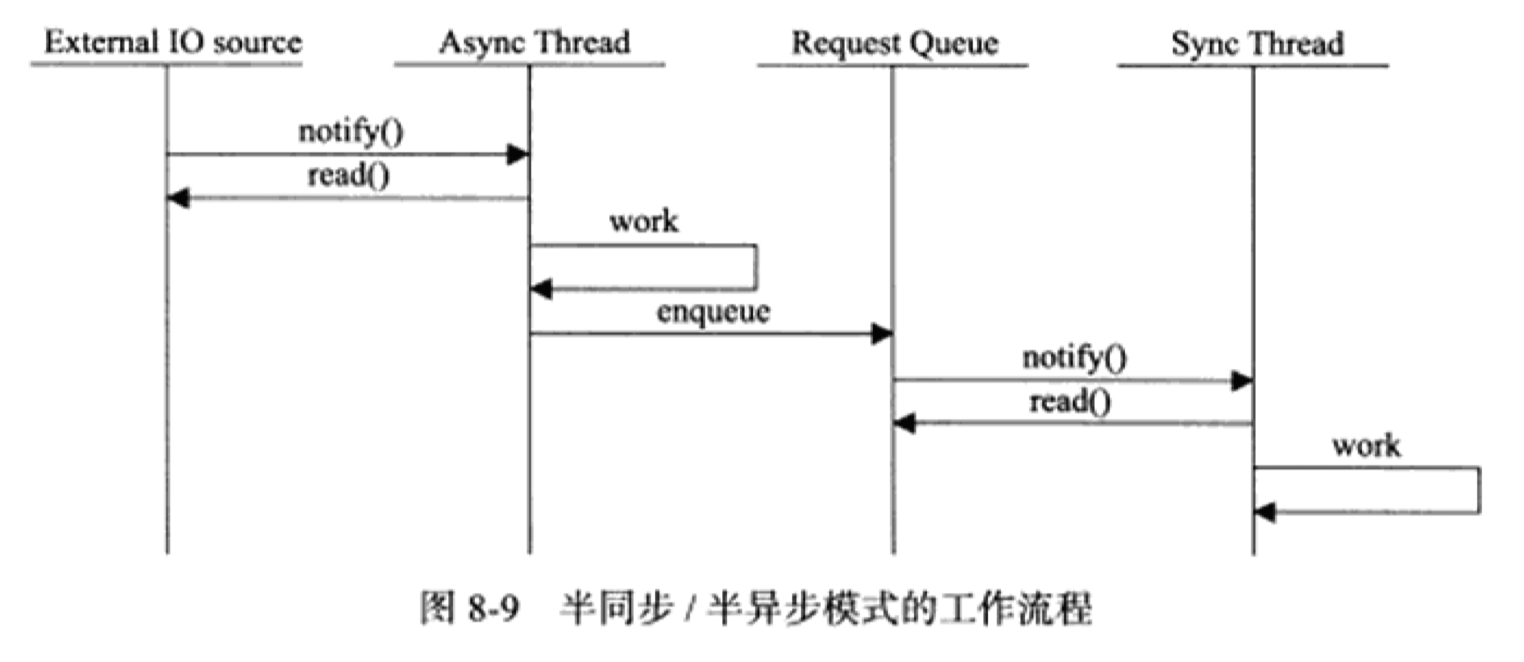 External IO source Async Thread Request Queue Sync Thread
notify()
read()
work
enqueue
notify()
read()
work
图 8-9 半同步 / 半异步模式的工作流程